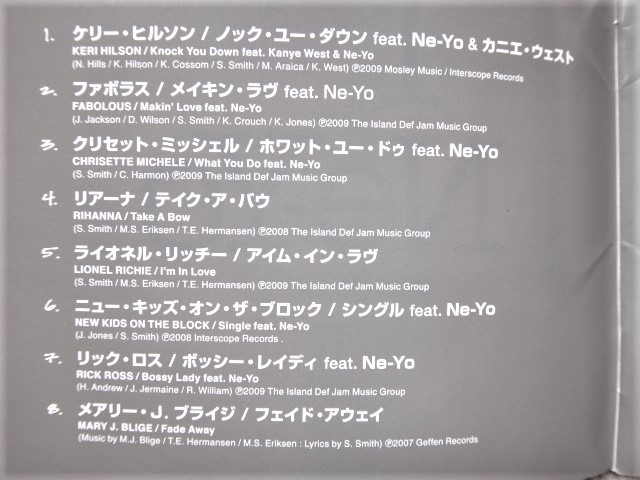 1. ケリー・ヒルソン / ノック・ユー・ダウン feat. Ne-Yo & カニエ・ウェスト
KERI HILSON / Knock You Down feat. Kanye West & Ne-Yo
(N. Hills / K. Hilson / K. Cossom / S. Smith / M. Araica / K. West) ℗2009 Mosley Music / Interscope Records
2. ファボラス / メイキン・ラヴ feat. Ne-Yo
FABOLOUS / Makin' Love feat. Ne-Yo
(J. Jackson / D. Wilson / S. Smith / K. Crouch / K. Jones) ℗2009 The Island Def Jam Music Group
3. クリセット・ミッシェル / ホワット・ユー・ドゥ feat. Ne-Yo
CHRISETTE MICHELE / What You Do feat. Ne-Yo
(S. Smith / C. Harmon) ℗2009 The Island Def Jam Music Group
4. リアーナ / テイク・ア・バウ
RIHANNA / Take A Bow
(S. Smith / M.S. Eriksen / T.E. Hermansen) ℗2008 The Island Def Jam Music Group
5. ライオネル・リッチー / アイム・イン・ラヴ
LIONEL RICHIE / I'm In Love
(S. Smith / M.S. Eriksen / T.E. Hermansen) ℗2009 The Island Def Jam Music Group
6. ニュー・キッズ・オン・ザ・ブロック / シングル feat. Ne-Yo
NEW KIDS ON THE BLOCK / Single feat. Ne-Yo
(J. Jones / S. Smith) ℗2008 Interscope Records .
7. リック・ロス / ボッシー・レイディ feat. Ne-Yo
RICK ROSS / Bossy Lady feat. Ne-Yo
(H. Andrew / J. Jermaine / R. William) ℗2009 The Island Def Jam Music Group
8. メアリー・J. ブライジ / フェイド・アウェイ
MARY J. BLIGE / Fade Away
(Music by M.J. Blige / T.E. Hermansen / M.S. Eriksen : Lyrics by S. Smith) ℗2007 Geffen Records